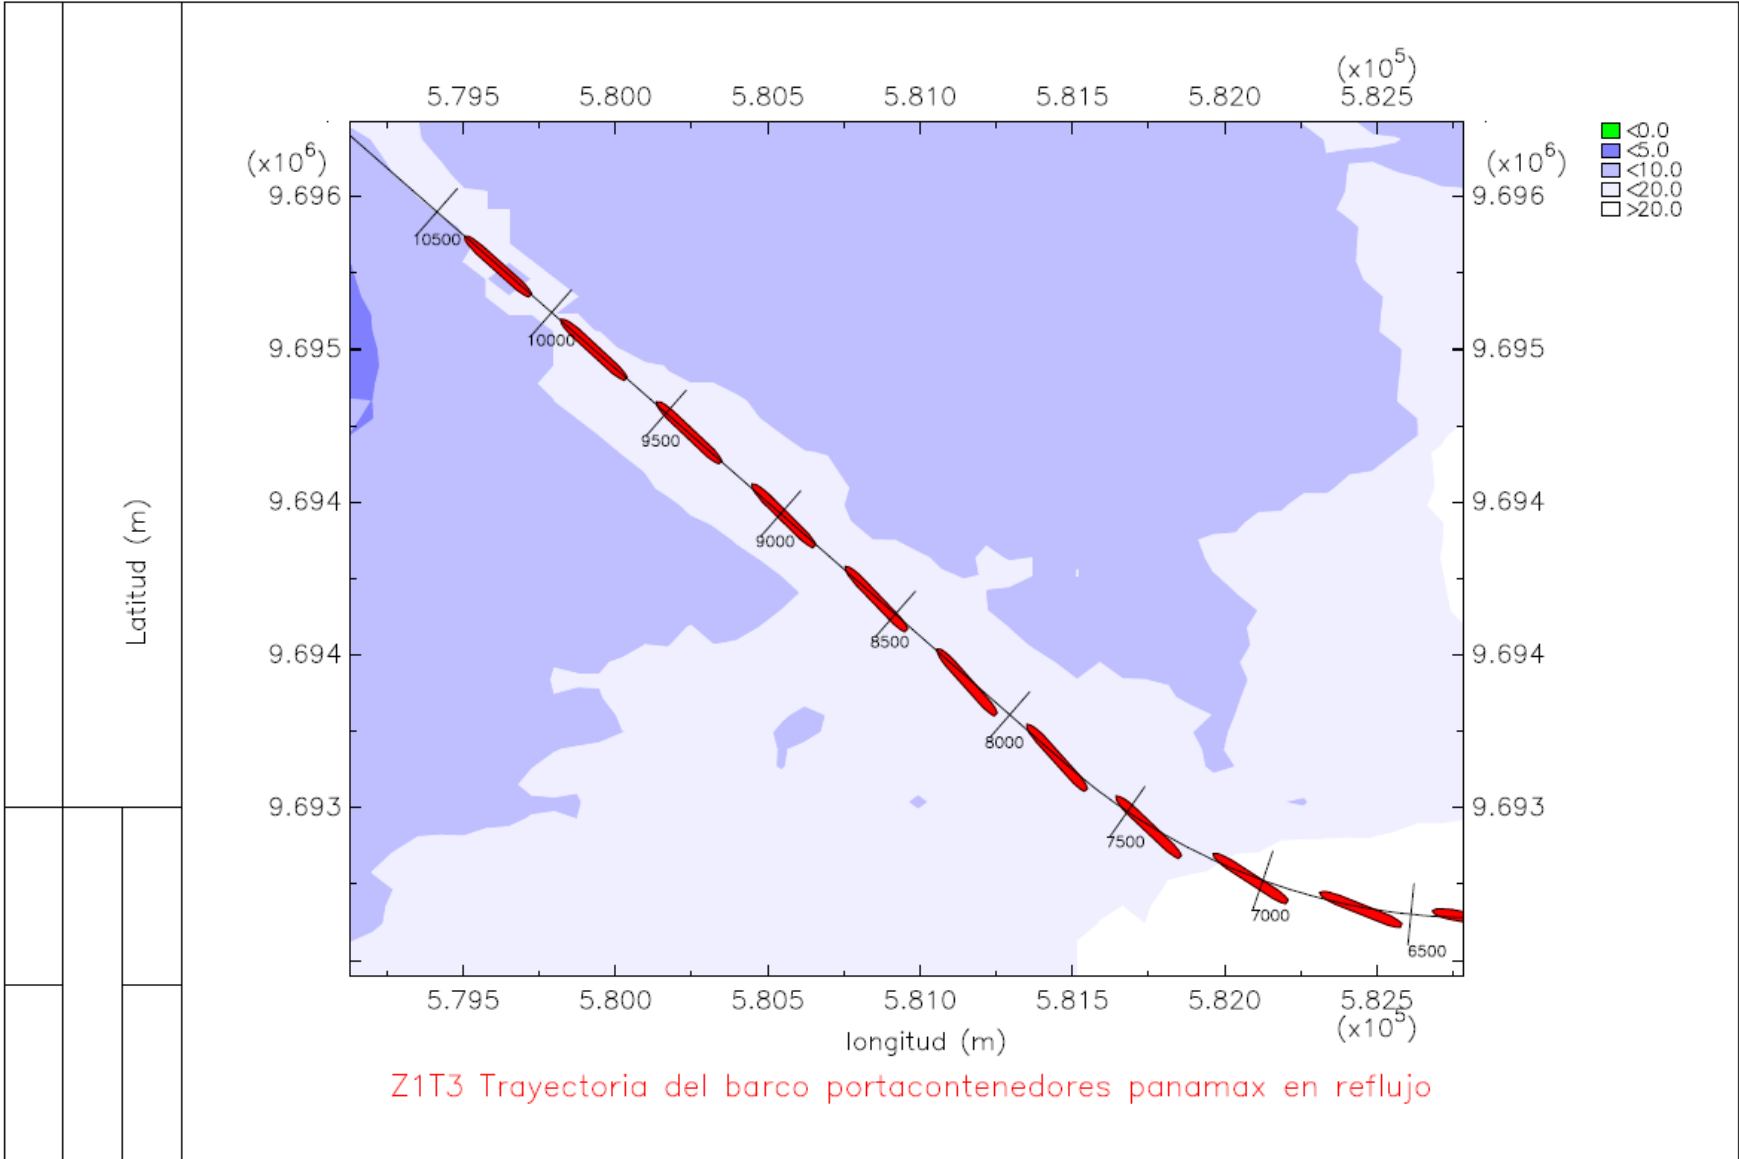 (x10⁵)
5.795 5.800 5.805 5.810 5.815 5.820 5.825
(x10⁶) (x10⁶)
<0.0
<5.0
<10.0
<20.0
>20.0
9.696 9.696
10500
10000
9.695 9.695
9500
9.694 9.694
9000
8500
9.694 9.694
8000
9.693 9.693
7500
7000
6500
Latitud (m)
5.795 5.800 5.805 5.810 5.815 5.820 5.825
(x10⁵)
longitud (m)
Z1T3 Trayectoria del barco portacontenedores panamax en reflujo